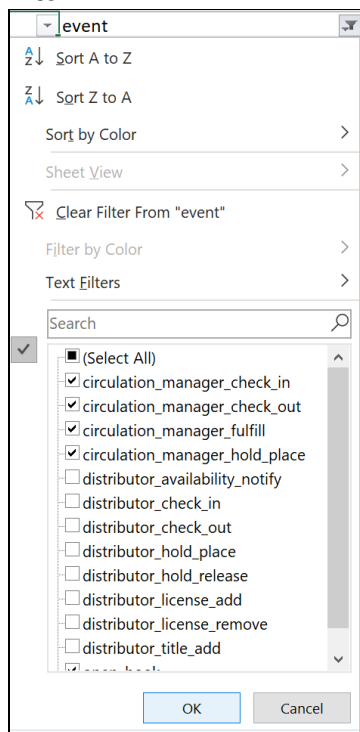 event
Sort A to Z
Sort Z to A
Sort by Color
Sheet View
Clear Filter From "event"
Filter by Color
Text Filters
Search
(Select All)
circulation_manager_check_in
circulation_manager_check_out
circulation_manager_fulfill
circulation_manager_hold_place
distributor_availability_notify
distributor_check_in
distributor_check_out
distributor_hold_place
distributor_hold_release
distributor_license_add
distributor_license_remove
distributor_title_add
OK
Cancel